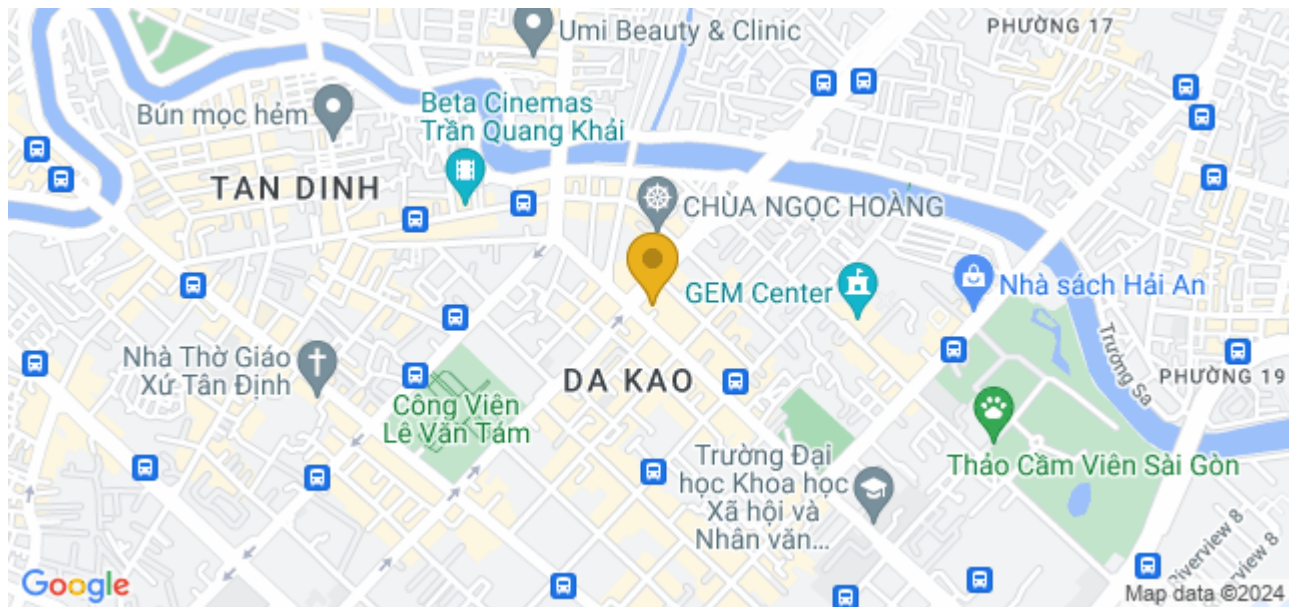 PHƯỜNG 17
Umi Beauty & Clinic
Beta Cinemas
Trần Quang Khải
Bún mọc hẻm
TAN DINH
CHÙA NGỌC HOÀNG
GEM Center
Nhà sách Hải An
Trường Sa
Nhà Thờ Giáo
Xứ Tân Định
DA KAO
PHƯỜNG 19
Công Viên
Lê Văn Tám
Trường Đại
học Khoa học
Xã hội và
Nhân văn...
Thảo Cầm Viên Sài Gòn
Riverview 8
Google
Map data ©2024